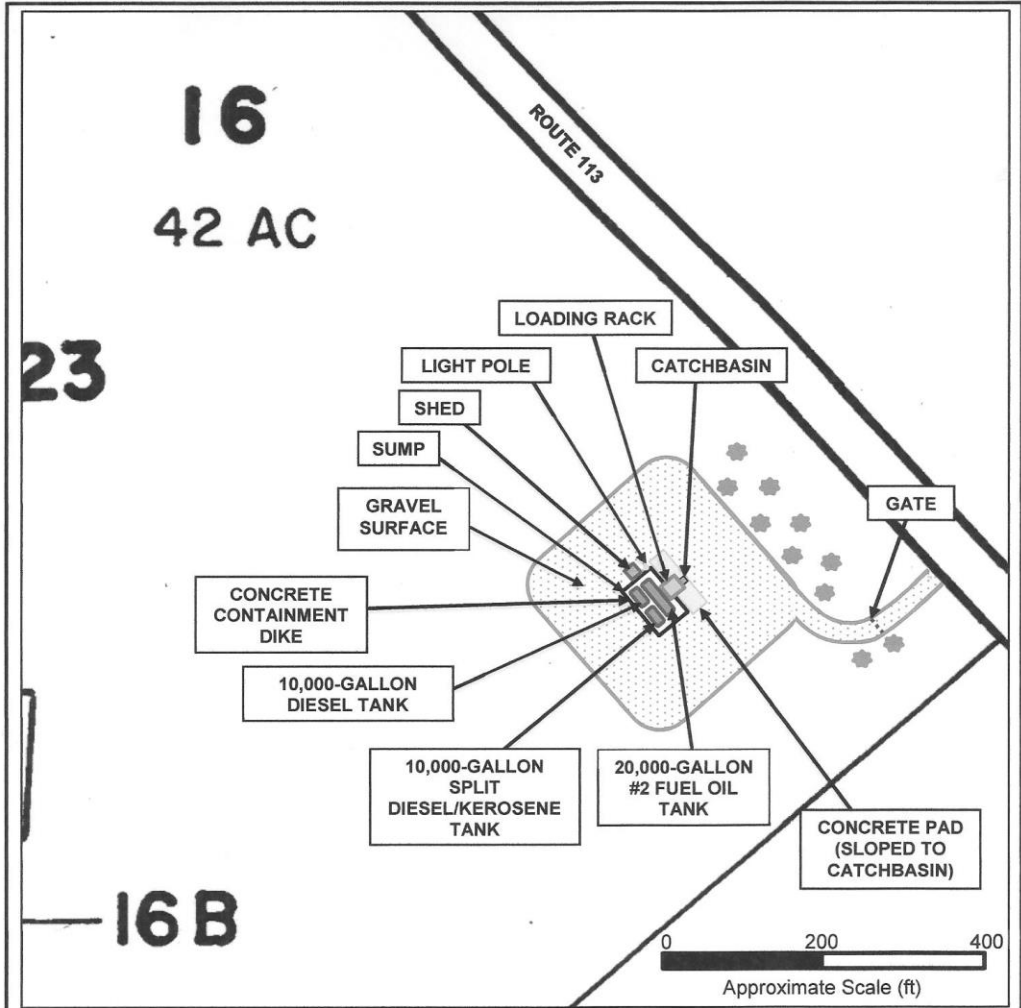 16
42 AC
ROUTE 113
23
LOADING RACK
LIGHT POLE
CATCHBASIN
SHED
SUMP
GRAVEL
SURFACE
GATE
CONCRETE
CONTAINMENT
DIKE
10,000-GALLON
DIESEL TANK
10,000-GALLON
SPLIT
DIESEL/KEROSENE
TANK
20,000-GALLON
#2 FUEL OIL
TANK
CONCRETE PAD
(SLOPED TO
CATCHBASIN)
16B
0 200 400
Approximate Scale (ft)